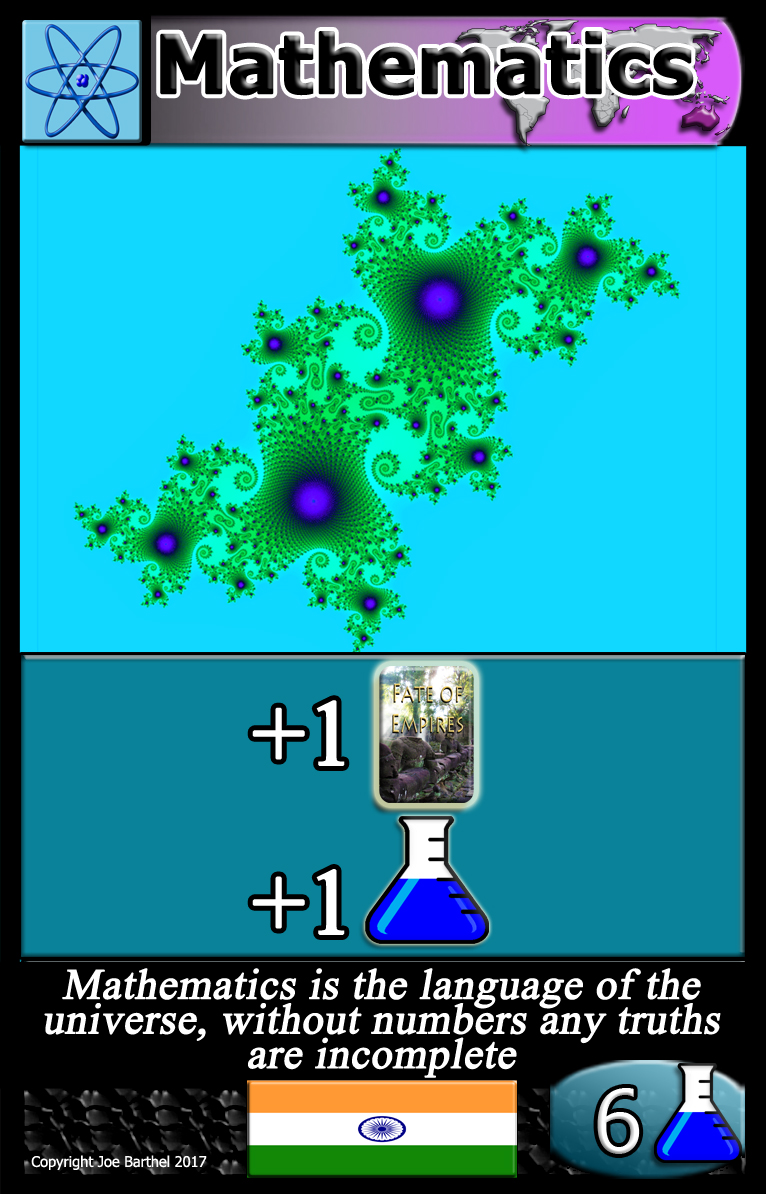 Mathematics
+1
FATE OF
EMPIRES
+1
Mathematics is the language of the
universe, without numbers any truths
are incomplete
6
Copyright Joe Barthel 2017